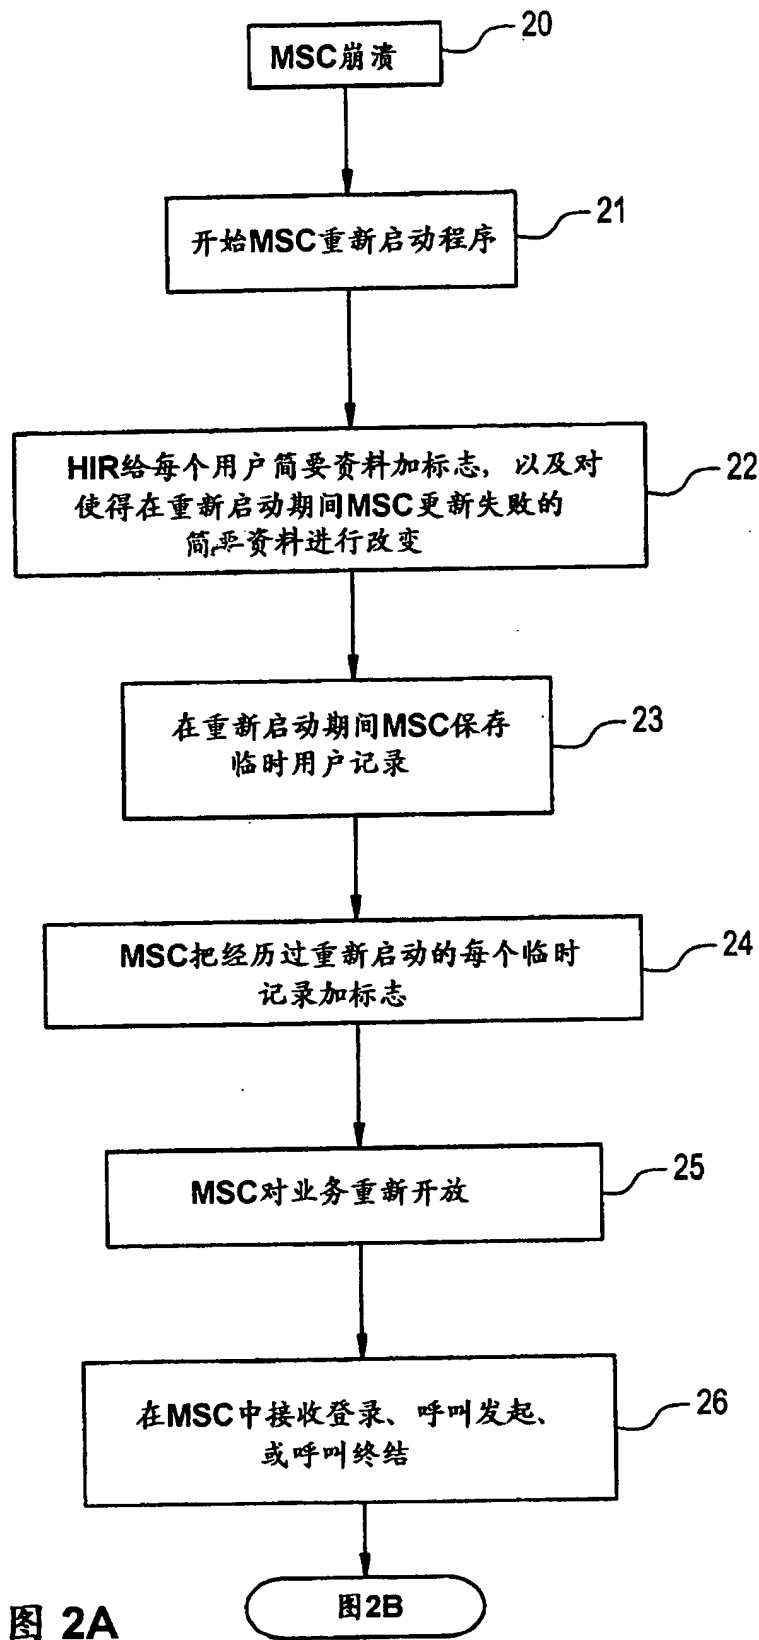 20
MSC崩溃
21
开始MSC重新启动程序
22
HIR给每个用户简要资料加标志，以及对
使得在重新启动期间MSC更新失败的
简要资料进行改变
23
在重新启动期间MSC保存
临时用户记录
24
MSC把经历过重新启动的每个临时
记录加标志
25
MSC对业务重新开放
26
在MSC中接收登录、呼叫发起、
或呼叫终结
图2B
图 2A